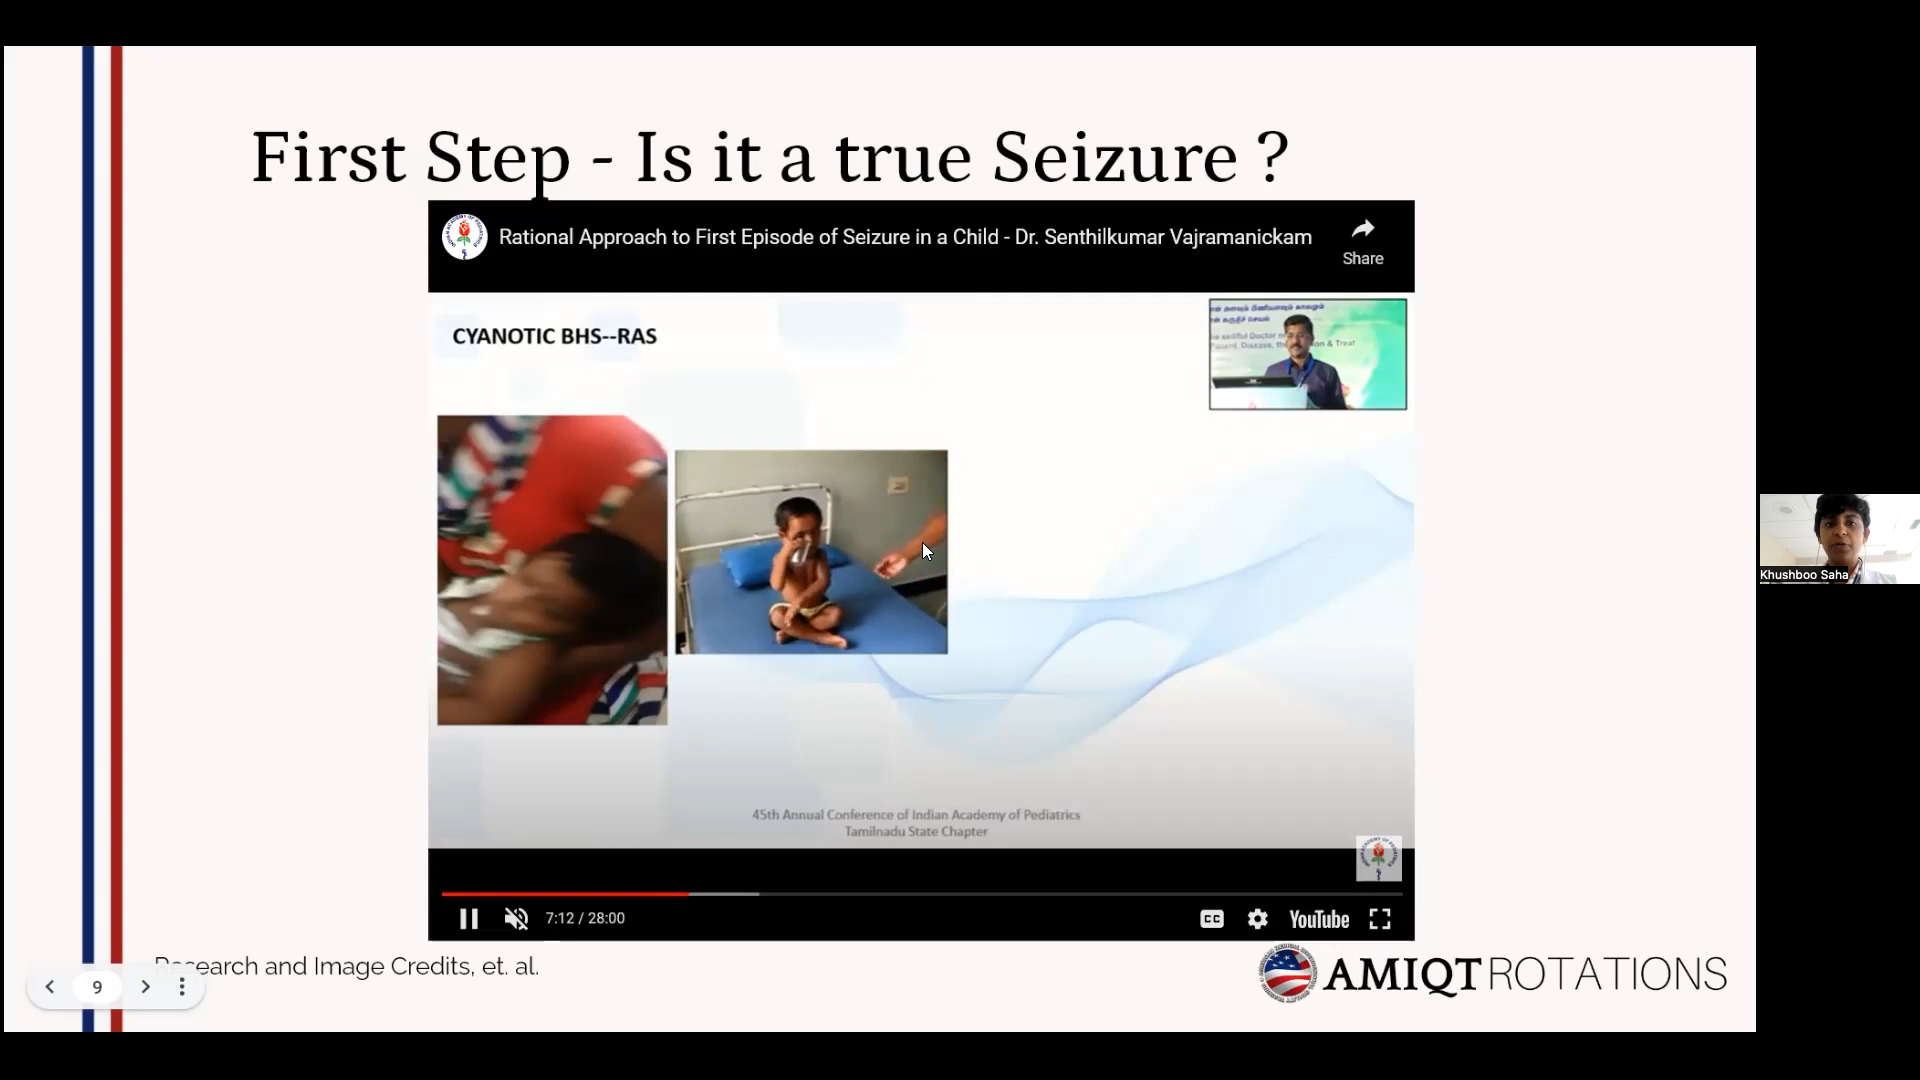 First Step - Is it a true Seizure ?
Rational Approach to First Episode of Seizure in a Child - Dr. Senthilkumar Vajramanickam
Share
CYANOTIC BHS--RAS
45th Annual Conference of Indian Academy of Pediatrics
Tamilnadu State Chapter
7:12 / 28:00
CC
YouTube
Research and Image Credits, et. al.
9
AMIQT ROTATIONS
Khushboo Saha